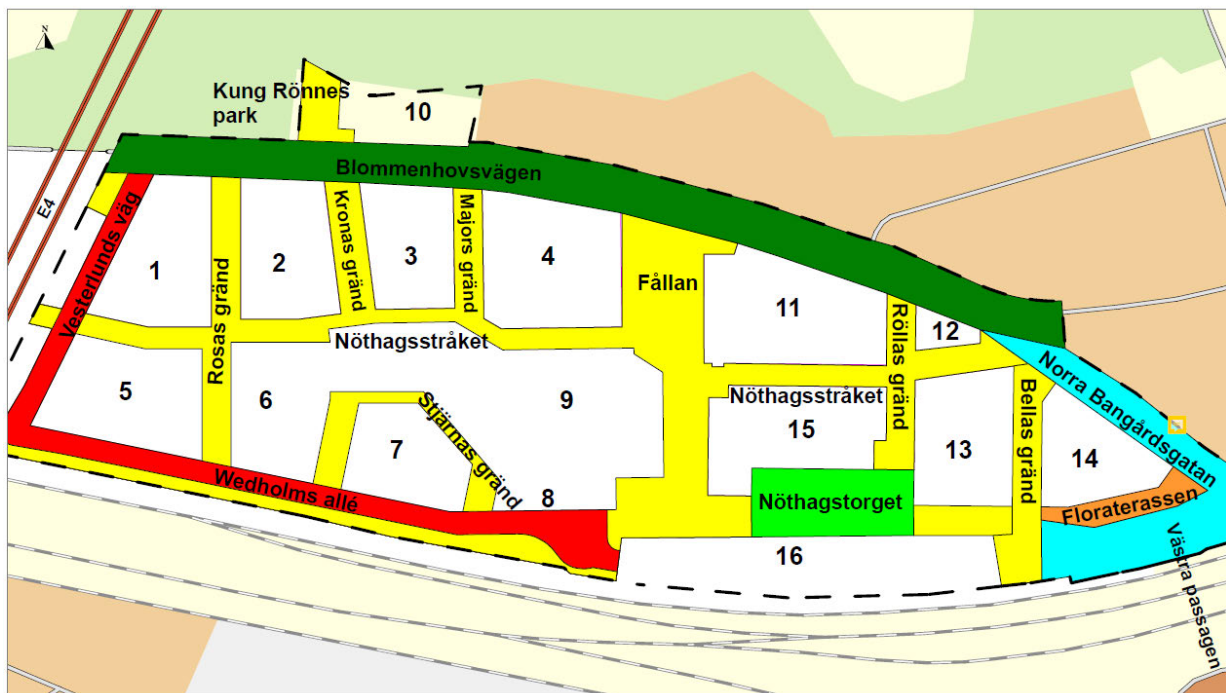 N
Kung Rönnes
park
10
Blommenhovsvägen
E4
Vesterlunds väg
1
Rosas gränd
2
Kronas gränd
3
Majors gränd
4
Fållan
11
Röllas gränd
12
Nöthagsstråket
Norra Bangårdsgatan
5
6
Stjärnas gränd
9
7
8
Wedholms allé
Nöthagsstråket
15
13
Bellas gränd
14
Nöthagstorget
Floraterassen
16
Västra passagen